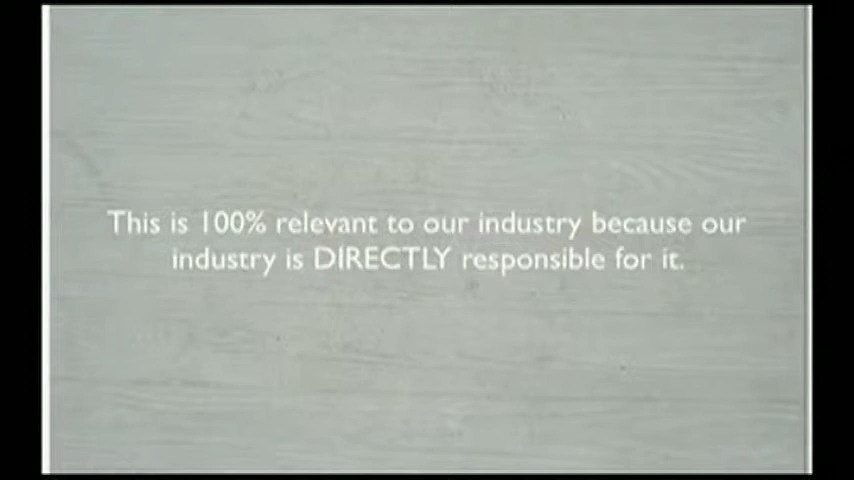 This is 100% relevant to our industry because our
industry is DIRECTLY responsible for it.